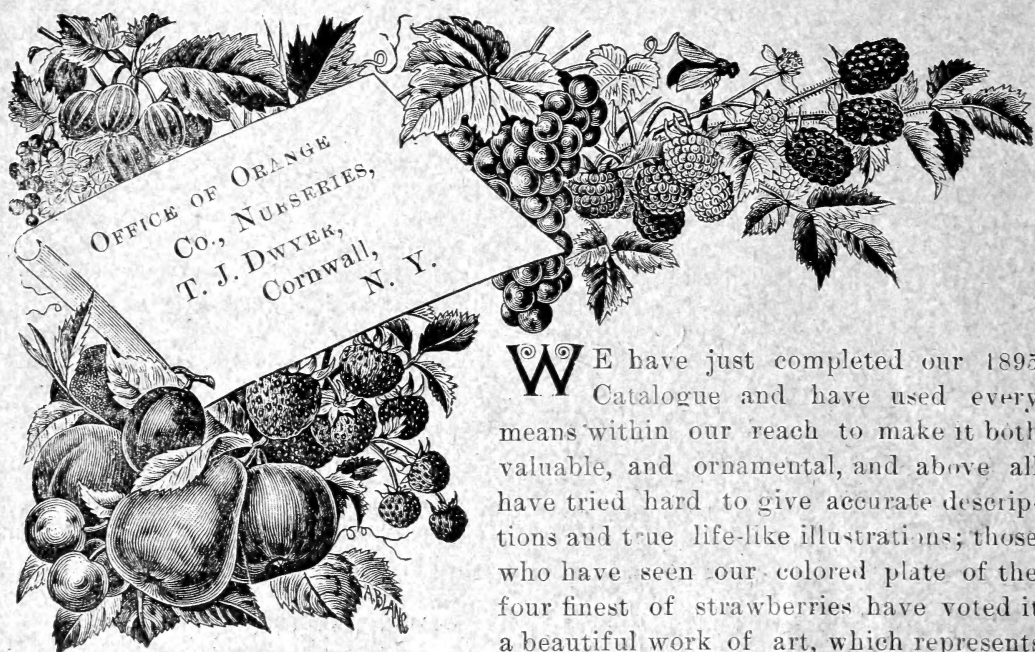 OFFICE OF ORANGE
CO., NURSERIES,
T. J. DWYER,
Cornwall,
N. Y.
WE have just completed our 1895
Catalogue and have used every
means within our reach to make it both
valuable, and ornamental, and above all
have tried hard to give accurate descrip-
tions and true life-like illustrations; those
who have seen our colored plate of the
four finest of strawberries have voted it
a beautiful work of art, which represents
A. BLANC